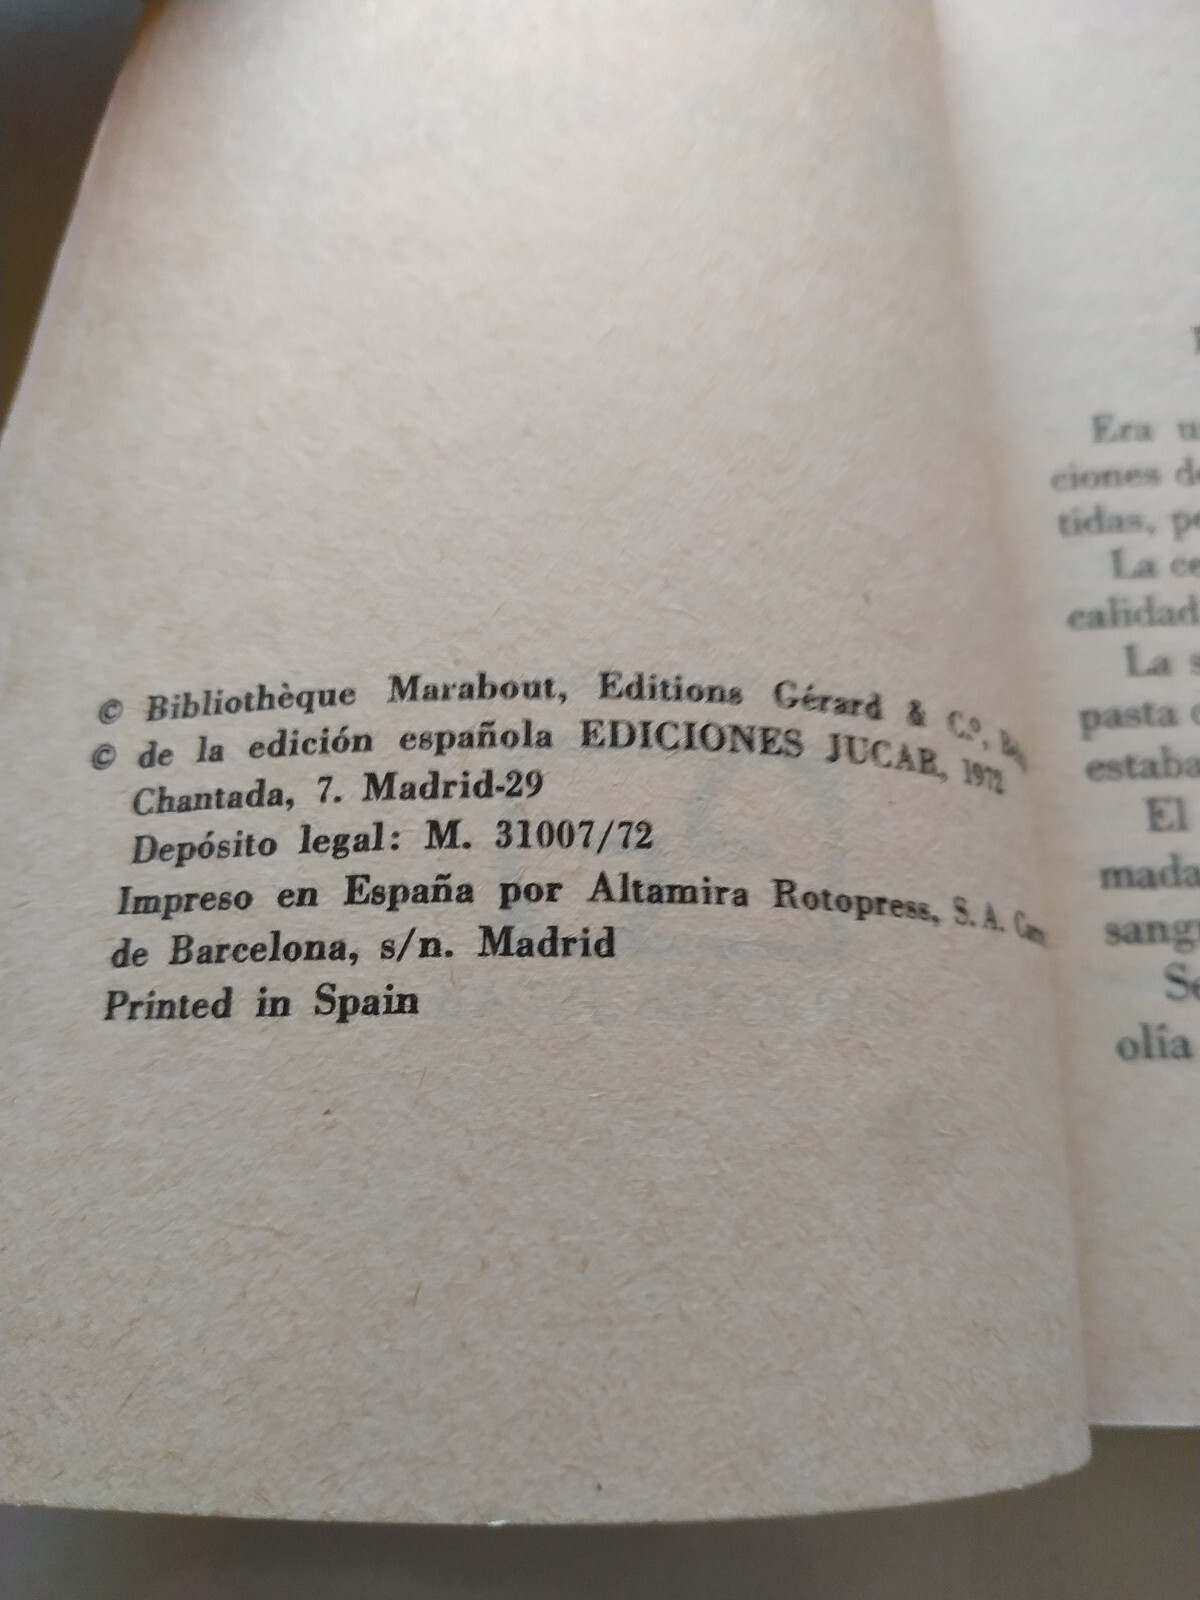 © Bibliothèque Marabout, Editions Gérard & C.º,
© de la edición española EDICIONES JUCAR, 1972
Chantada, 7. Madrid-29
Depósito legal: M. 31007/72
Impreso en España por Altamira Rotopress, S. A.
de Barcelona, s/n. Madrid
Printed in Spain
Era
ciones
tidas,
La
calidad
La
pasta
estaba
El
olía